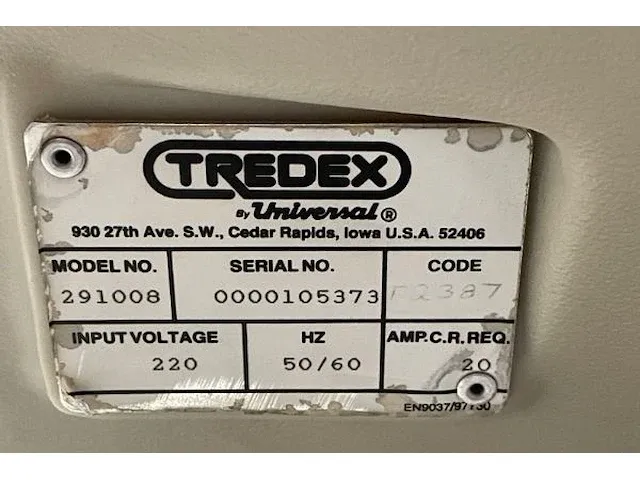 TREDEX
By Universal®
930 27th Ave. S.W., Cedar Rapids, Iowa U.S.A. 52406
MODEL NO. SERIAL NO. CODE
291008 0000105373 F2387
INPUT VOLTAGE HZ AMP.C.R. REQ.
220 50/60 20